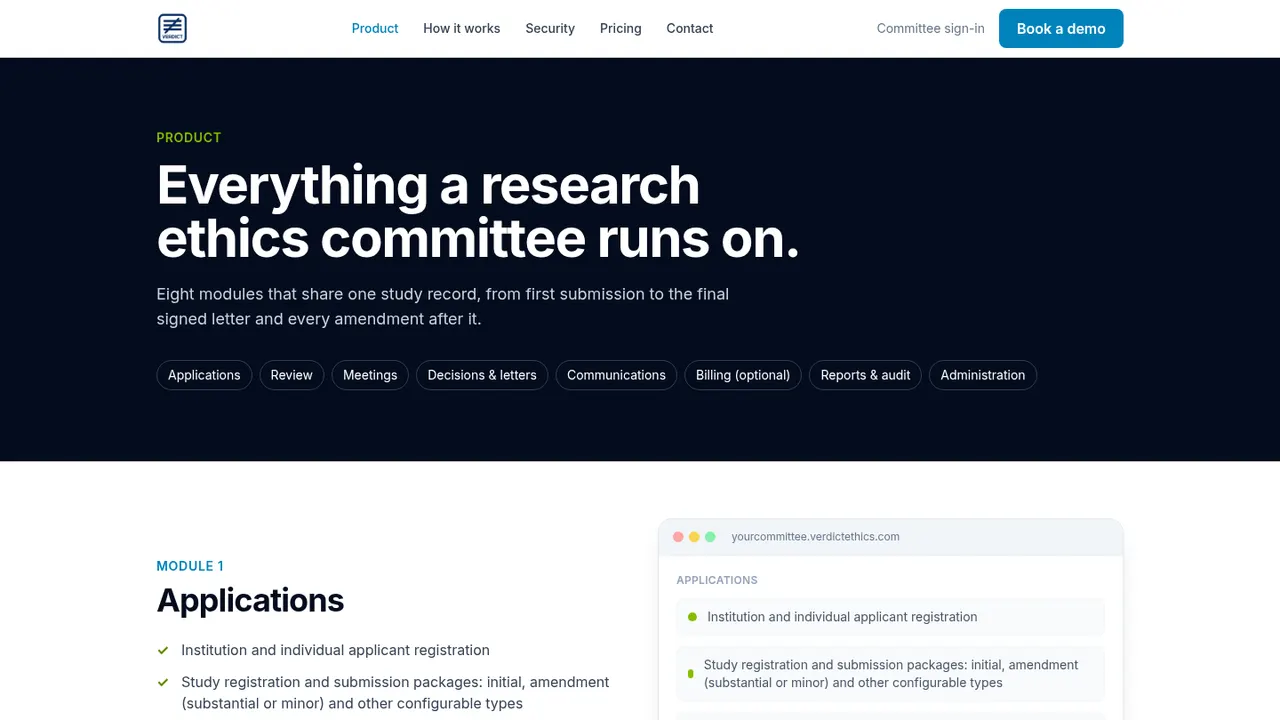 VERDICT
Product
How it works
Security
Pricing
Contact
Committee sign-in
Book a demo
PRODUCT
Everything a research
ethics committee runs on.
Eight modules that share one study record, from first submission to the final
signed letter and every amendment after it.
Applications
Review
Meetings
Decisions & letters
Communications
Billing (optional)
Reports & audit
Administration
MODULE 1
Applications
Institution and individual applicant registration
Study registration and submission packages: initial, amendment
(substantial or minor) and other configurable types
yourcommittee.verdictethics.com
APPLICATIONS
Institution and individual applicant registration
Study registration and submission packages: initial, amendment
(substantial or minor) and other configurable types